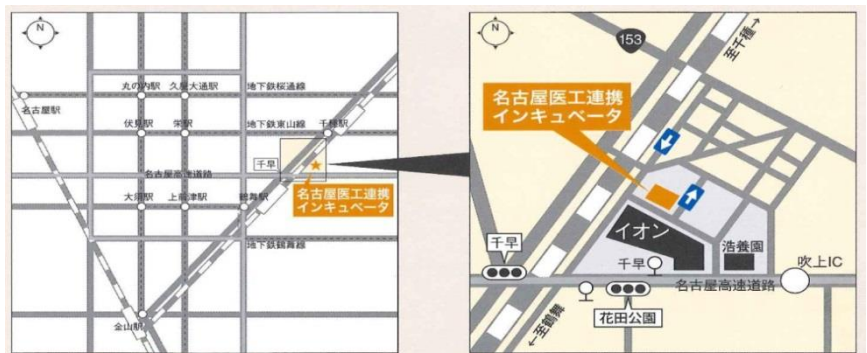 N
丸の内駅
久屋大通駅
地下鉄桜通線
名古屋駅
伏見駅
栄駅
地下鉄東山線
千種駅
千早
名古屋高速道路
名古屋医工連携
インキュベータ
大須駅
上前津駅
鶴舞駅
地下鉄鶴舞線
金山駅
N
153
至千種→
名古屋医工連携
インキュベータ
イオン
浩養園
千早
千早
吹上IC
名古屋高速道路
花田公園
←至鶴舞